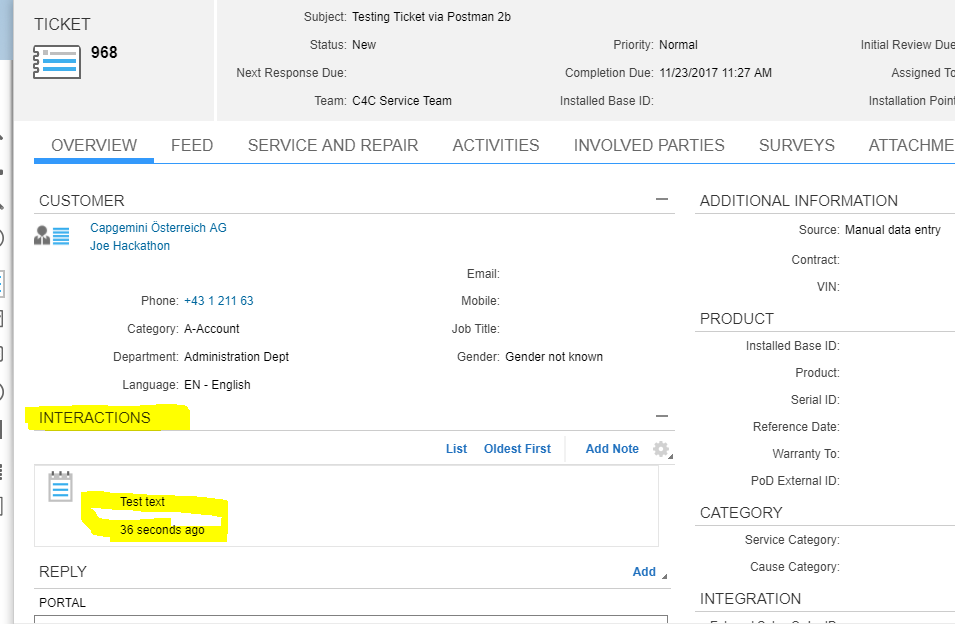 TICKET
968
Subject: Testing Ticket via Postman 2b
Status: New
Priority: Normal
Initial Review Due
Next Response Due:
Completion Due: 11/23/2017 11:27 AM
Assigned To
Team: C4C Service Team
Installed Base ID:
Installation Point
OVERVIEW FEED SERVICE AND REPAIR ACTIVITIES INVOLVED PARTIES SURVEYS ATTACHME
CUSTOMER
Capgemini Österreich AG
Joe Hackathon
Email:
Phone: +43 1 211 63
Mobile:
Category: A-Account
Job Title:
Department: Administration Dept
Gender: Gender not known
Language: EN - English
INTERACTIONS
List Oldest First Add Note
Test text
36 seconds ago
REPLY
Add
PORTAL
ADDITIONAL INFORMATION
Source: Manual data entry
Contract:
VIN:
PRODUCT
Installed Base ID:
Product:
Serial ID:
Reference Date:
Warranty To:
PoD External ID:
CATEGORY
Service Category:
Cause Category:
INTEGRATION